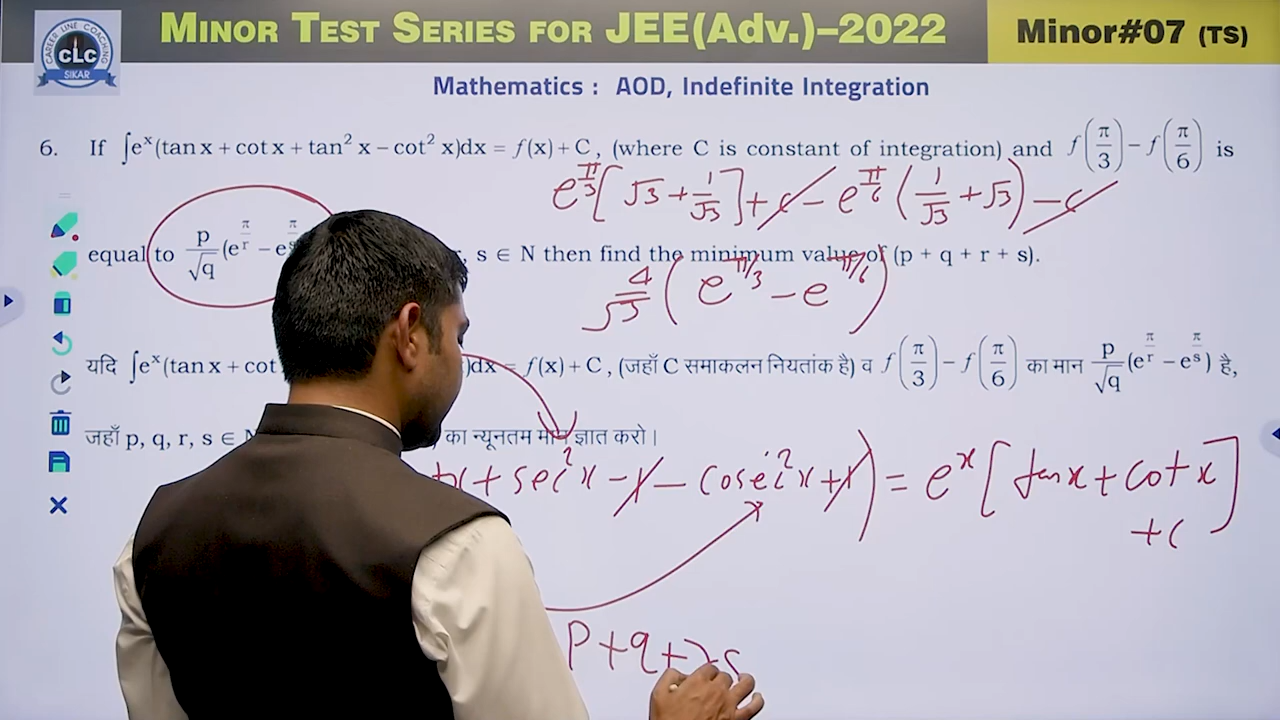 MINOR TEST SERIES FOR JEE(Adv.)–2022
Minor#07 (TS)
CAREER LINE COACHING
CLC
SIKAR
Mathematics : AOD, Indefinite Integration
6. If ∫eˣ(tan x + cot x + tan² x − cot² x)dx = f(x) + C, (where C is constant of integration) and f(π/3) − f(π/6) is
e^(π/3)[√3 + 1/√3] + c − e^(π/6)(1/√3 + √3) − c
equal to p/√q (e^(π/r) − e , s ∈ N then find the minimum value of (p + q + r + s).
4/√3 (e^(π/3) − e^(π/6))
यदि ∫eˣ(tan x + cot )dx = f(x) + C, (जहाँ C समाकलन नियतांक है) व f(π/3) − f(π/6) का मान p/√q (e^(π/r) − e^(π/s)) है,
जहाँ p, q, r, s ∈ का न्यूनतम मान ज्ञात करो।
+ sec²x − 1 − cosec²x + 1) = eˣ[tan x + cot x]
+ c
p + q +